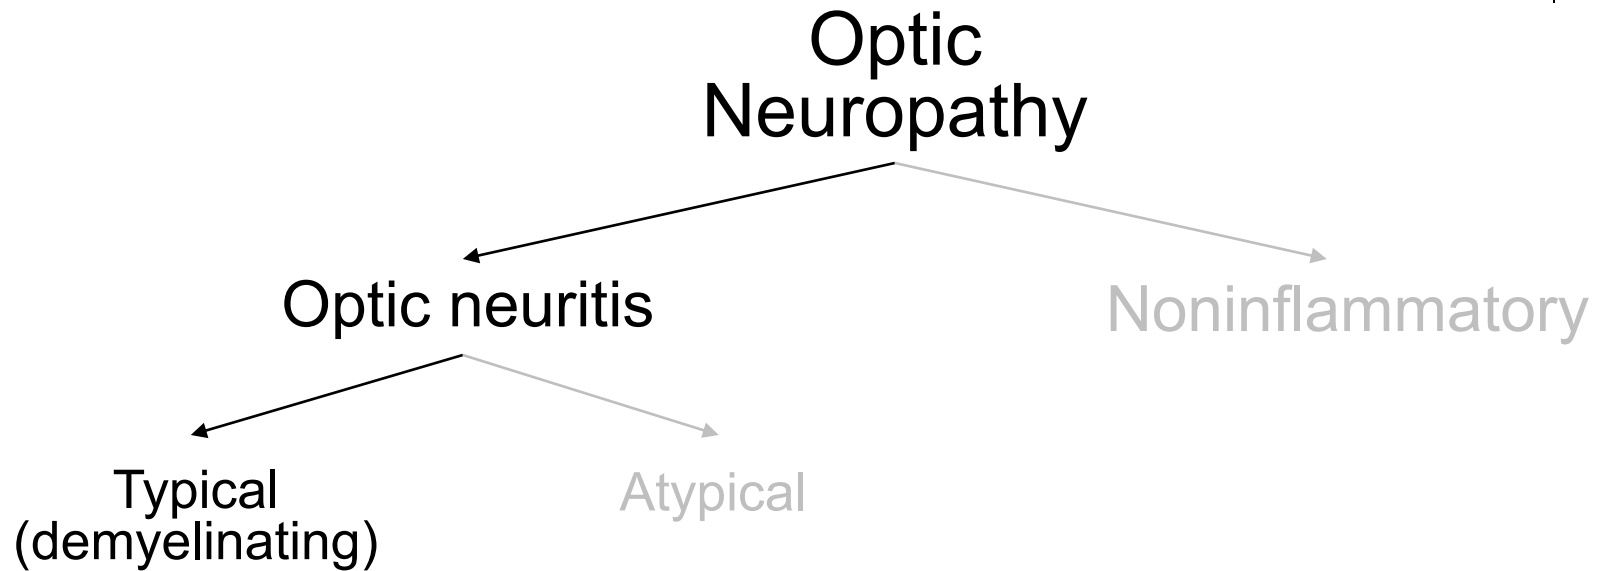 Optic
Neuropathy
Optic neuritis
Noninflammatory
Typical
(demyelinating)
Atypical